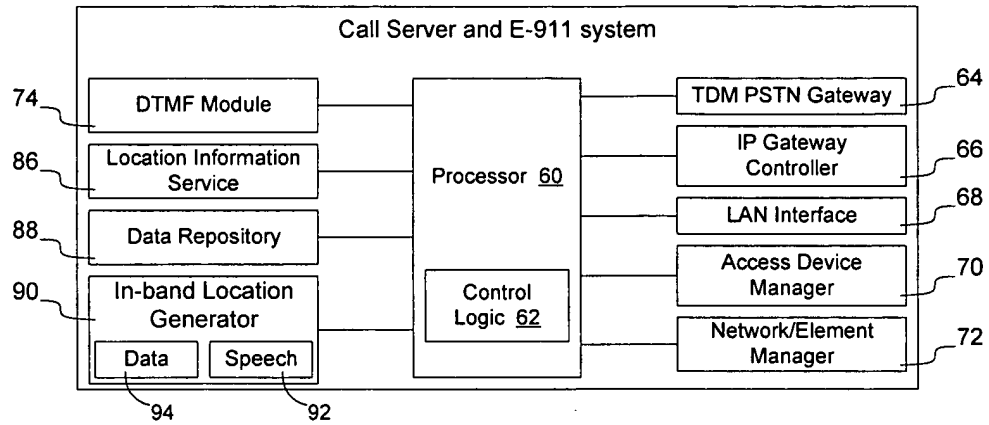 Call Server and E-911 system
74
DTMF Module
86
Location Information
Service
88
Data Repository
90
In-band Location
Generator
Data
Speech
94
92
Processor 60
Control
Logic 62
TDM PSTN Gateway
64
IP Gateway
Controller
66
LAN Interface
68
Access Device
Manager
70
Network/Element
Manager
72